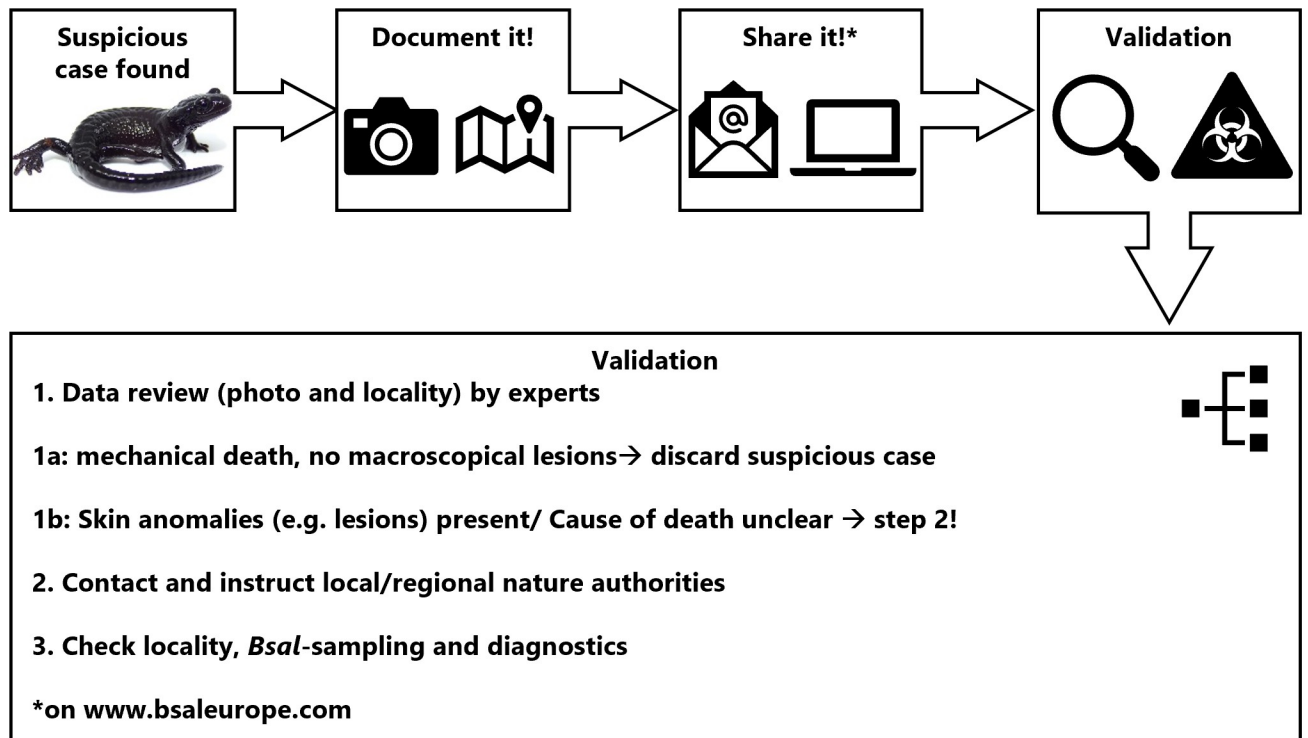 Suspicious
case found
Document it!
Share it!*
@
Validation
Validation
1. Data review (photo and locality) by experts
1a: mechanical death, no macroscopical lesions→ discard suspicious case
1b: Skin anomalies (e.g. lesions) present/ Cause of death unclear → step 2!
2. Contact and instruct local/regional nature authorities
3. Check locality, Bsal-sampling and diagnostics
*on www.bsaleurope.com